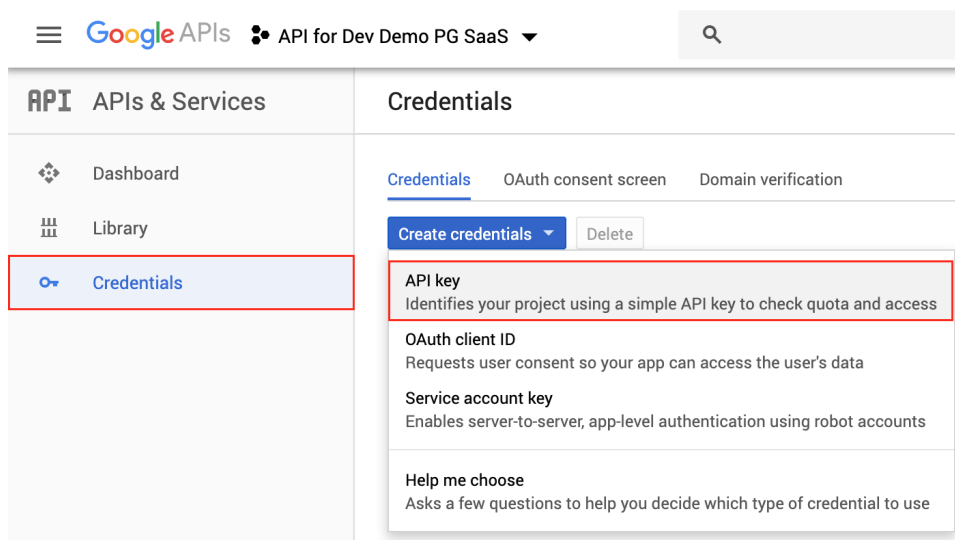 Google APIs API for Dev Demo PG SaaS
API APIs & Services
Credentials
Dashboard
Library
Credentials
Credentials OAuth consent screen Domain verification
Create credentials Delete
API key
Identifies your project using a simple API key to check quota and access
OAuth client ID
Requests user consent so your app can access the user's data
Service account key
Enables server-to-server, app-level authentication using robot accounts
Help me choose
Asks a few questions to help you decide which type of credential to use